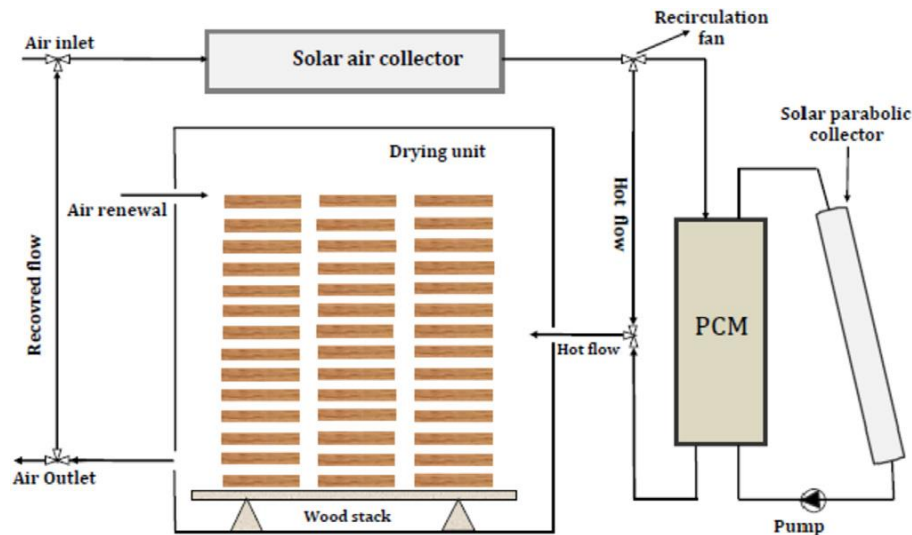 Air inlet
Solar air collector
Recirculation
fan
Solar parabolic
collector
Drying unit
Air renewal
Hot flow
Recovred flow
PCM
Hot flow
Air Outlet
Wood stack
Pump